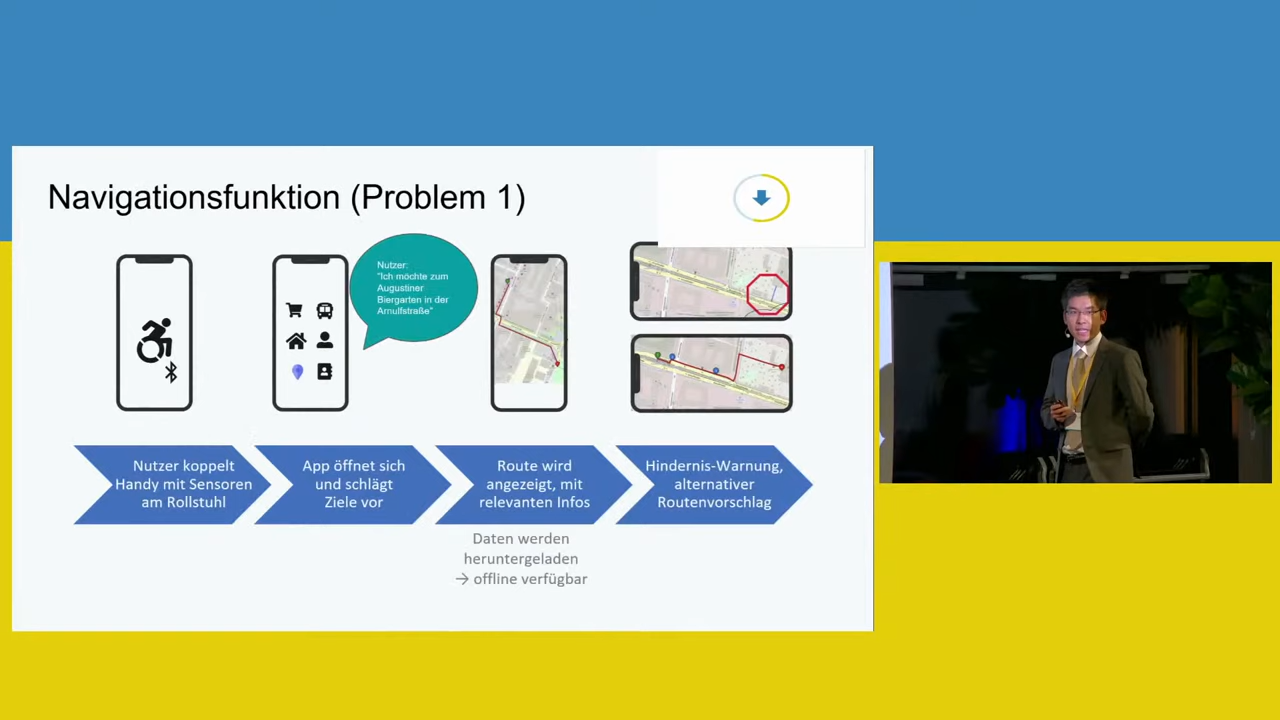 Navigationsfunktion (Problem 1)
Nutzer:
"Ich möchte zum
Augustiner
Biergarten in der
Arnulfstraße"
Nutzer koppelt
Handy mit Sensoren
am Rollstuhl
App öffnet sich
und schlägt
Ziele vor
Route wird
angezeigt, mit
relevanten Infos
Hindernis-Warnung,
alternativer
Routenvorschlag
Daten werden
heruntergeladen
→ offline verfügbar